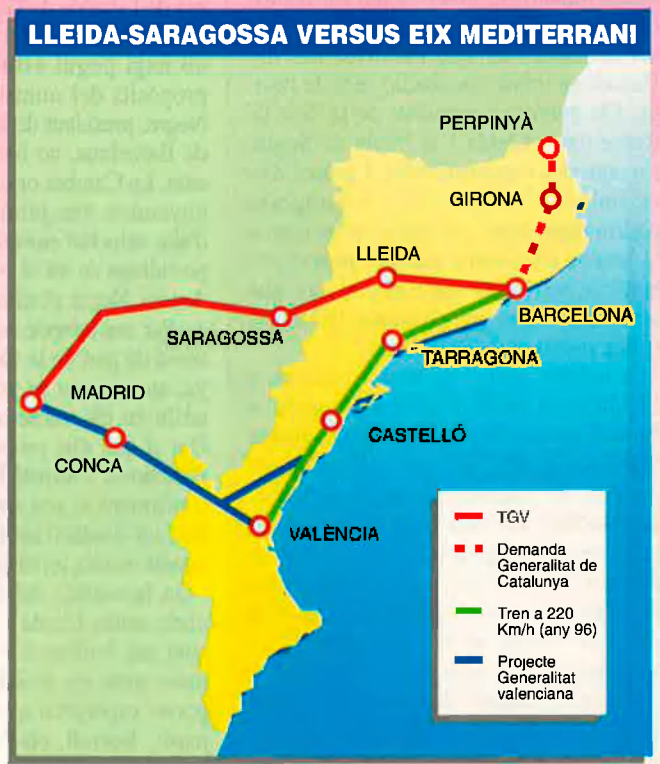 LLEIDA-SARAGOSSA VERSUS EIX MEDITERRANI
PERPINYÀ
GIRONA
LLEIDA
BARCELONA
SARAGOSSA
TARRAGONA
MADRID
CASTELLÓ
CONCA
VALÈNCIA
TGV
Demanda
Generalitat de
Catalunya
Tren a 220
Km/h (any 96)
Projecte
Generalitat
valenciana